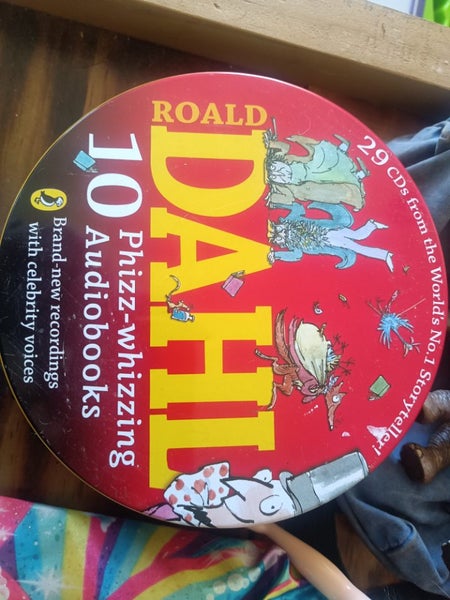 29 CDs from the World's No.1 Storyteller!
ROALD
DAHL
10 Phizz-whizzing
Audiobooks
Brand-new recordings
with celebrity voices